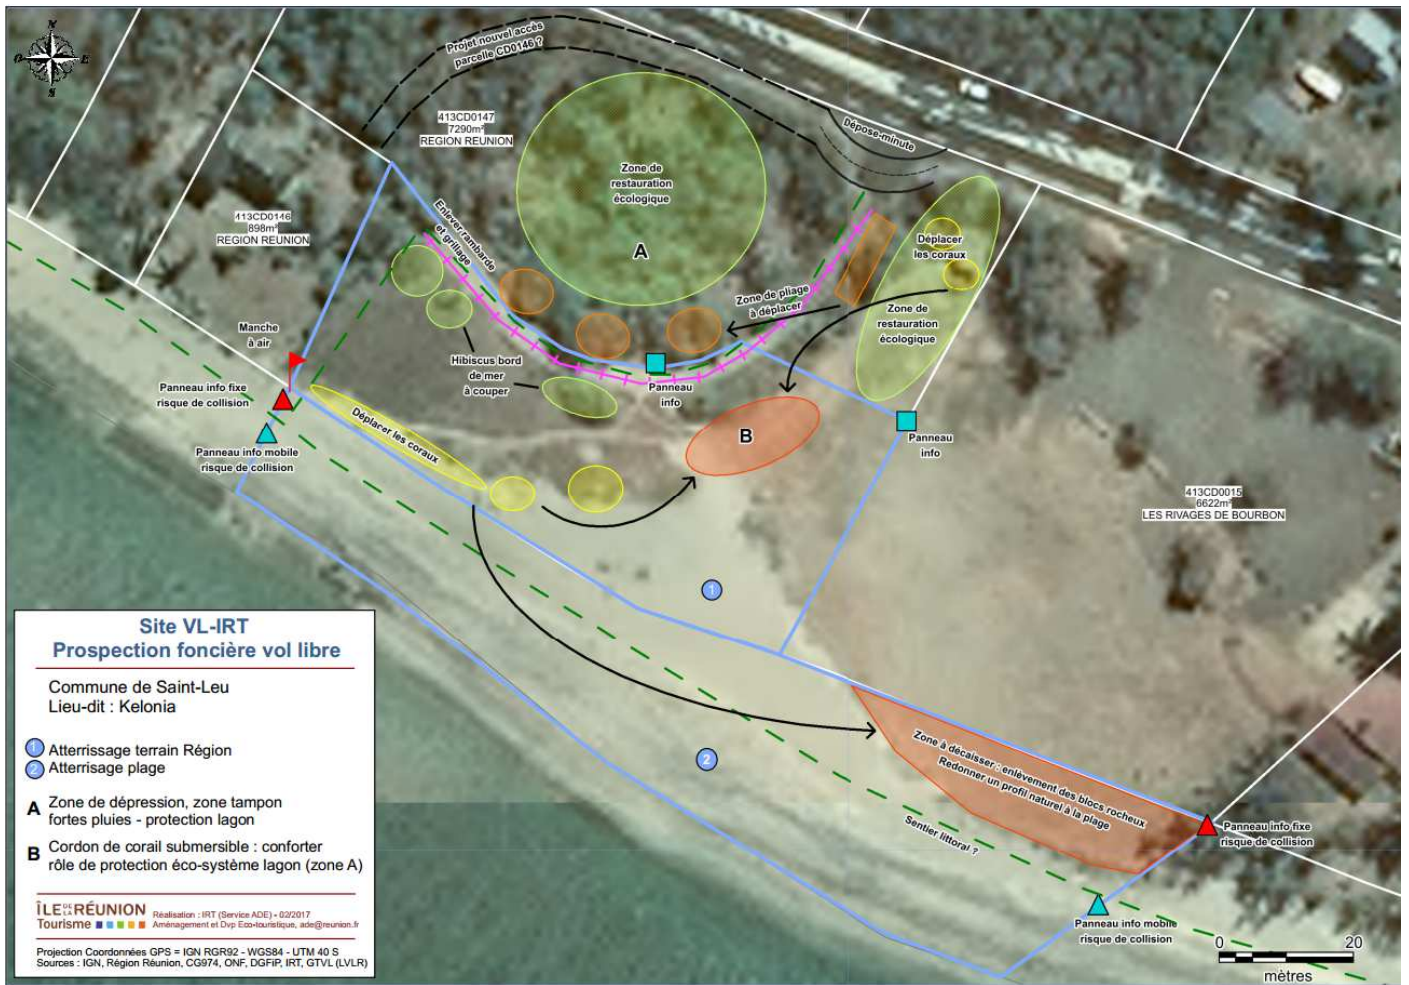 N
O
E
S
Projet nouvel accès
parcelle CD0146 ?
413CD0147
7290m²
REGION REUNION
Dépose-minute
Zone de
restauration
écologique
A
413CD0146
898m²
REGION REUNION
Enlever rambarde
et grillage
Déplacer
les coraux
Zone de pliage
à déplacer
Zone de
restauration
écologique
Manche
à air
Hibiscus bord
de mer
à couper
Panneau
info
Panneau info fixe
risque de collision
Déplacer les coraux
B
Panneau
info
Panneau info mobile
risque de collision
413CD0015
6622m²
LES RIVAGES DE BOURBON
1
2
Zone à décaisser : enlèvement des blocs rocheux
Redonner un profil naturel à la plage
Sentier littoral ?
Panneau info fixe
risque de collision
Panneau info mobile
risque de collision
0 20
mètres
Site VL-IRT
Prospection foncière vol libre
Commune de Saint-Leu
Lieu-dit : Kelonia
1 Atterrissage terrain Région
2 Atterrisage plage
A Zone de dépression, zone tampon
fortes pluies - protection lagon
B Cordon de corail submersible : conforter
rôle de protection éco-système lagon (zone A)
ÎLE DE LA RÉUNION
Tourisme
Réalisation : IRT (Service ADE) - 02/2017
Aménagement et Dvp Eco-touristique, ade@reunion.fr
Projection Coordonnées GPS = IGN RGR92 - WGS84 - UTM 40 S
Sources : IGN, Région Réunion, CG974, ONF, DGFiP, IRT, GTVL (LVLR)